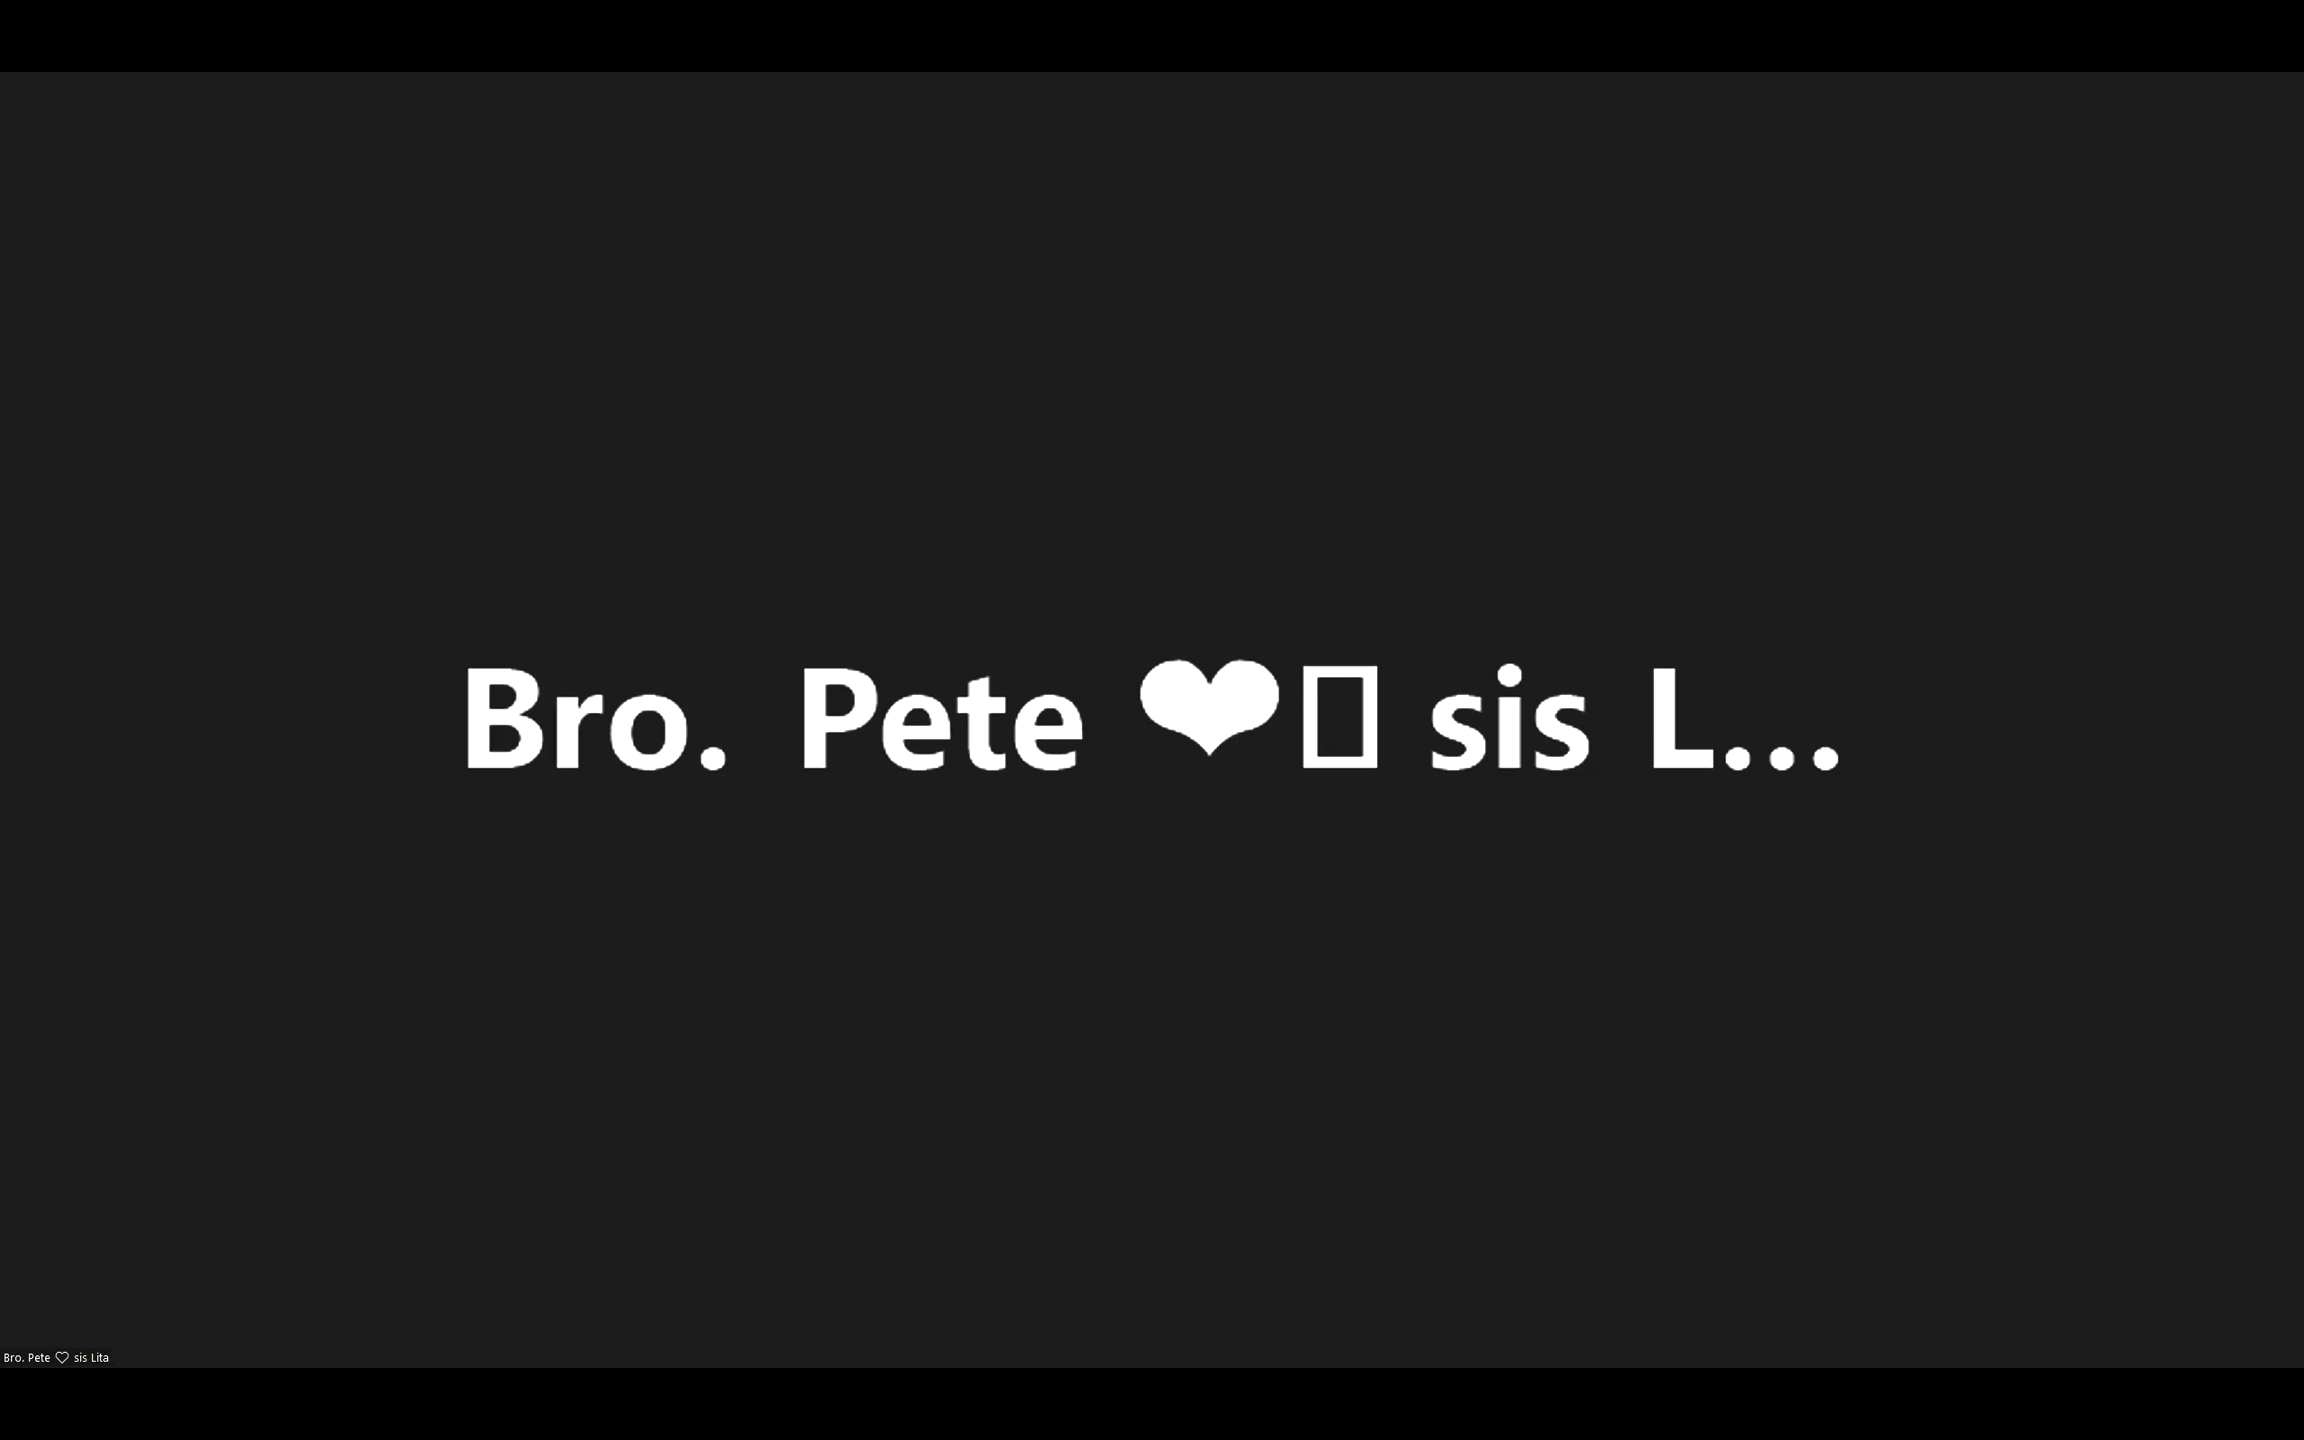 Bro. Pete ❤▯ sis L...
Bro. Pete ♡ sis Lita